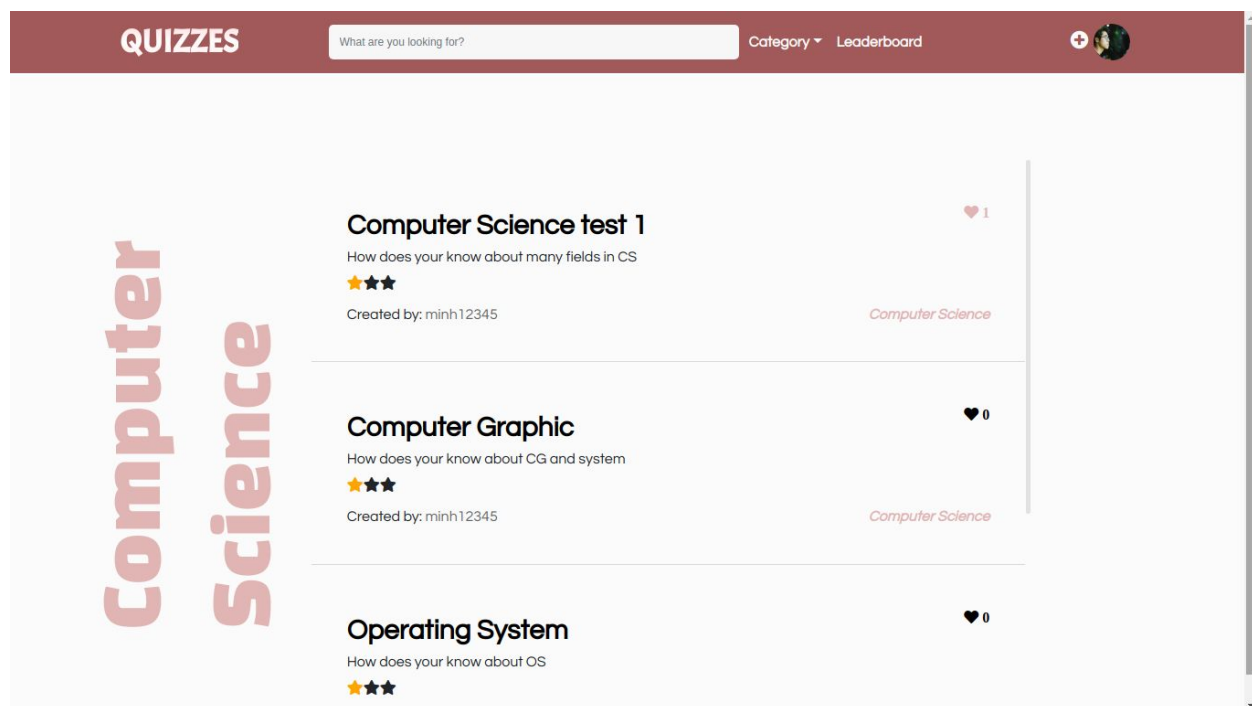 QUIZZES
What are you looking for?
Category
Leaderboard
Computer
Science
Computer Science test 1
1
How does your know about many fields in CS
Created by: minh12345
Computer Science
Computer Graphic
0
How does your know about CG and system
Created by: minh12345
Computer Science
Operating System
0
How does your know about OS